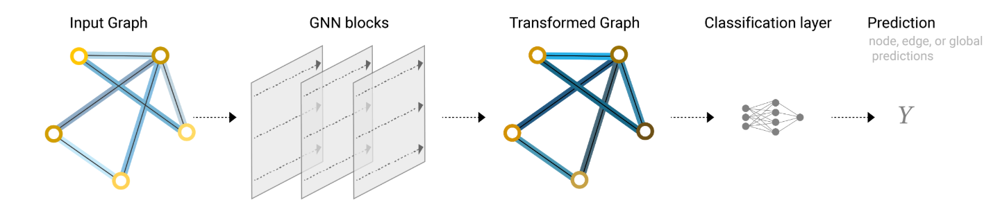 Input Graph
GNN blocks
Transformed Graph
Classification layer
Prediction
node, edge, or global
predictions
Y